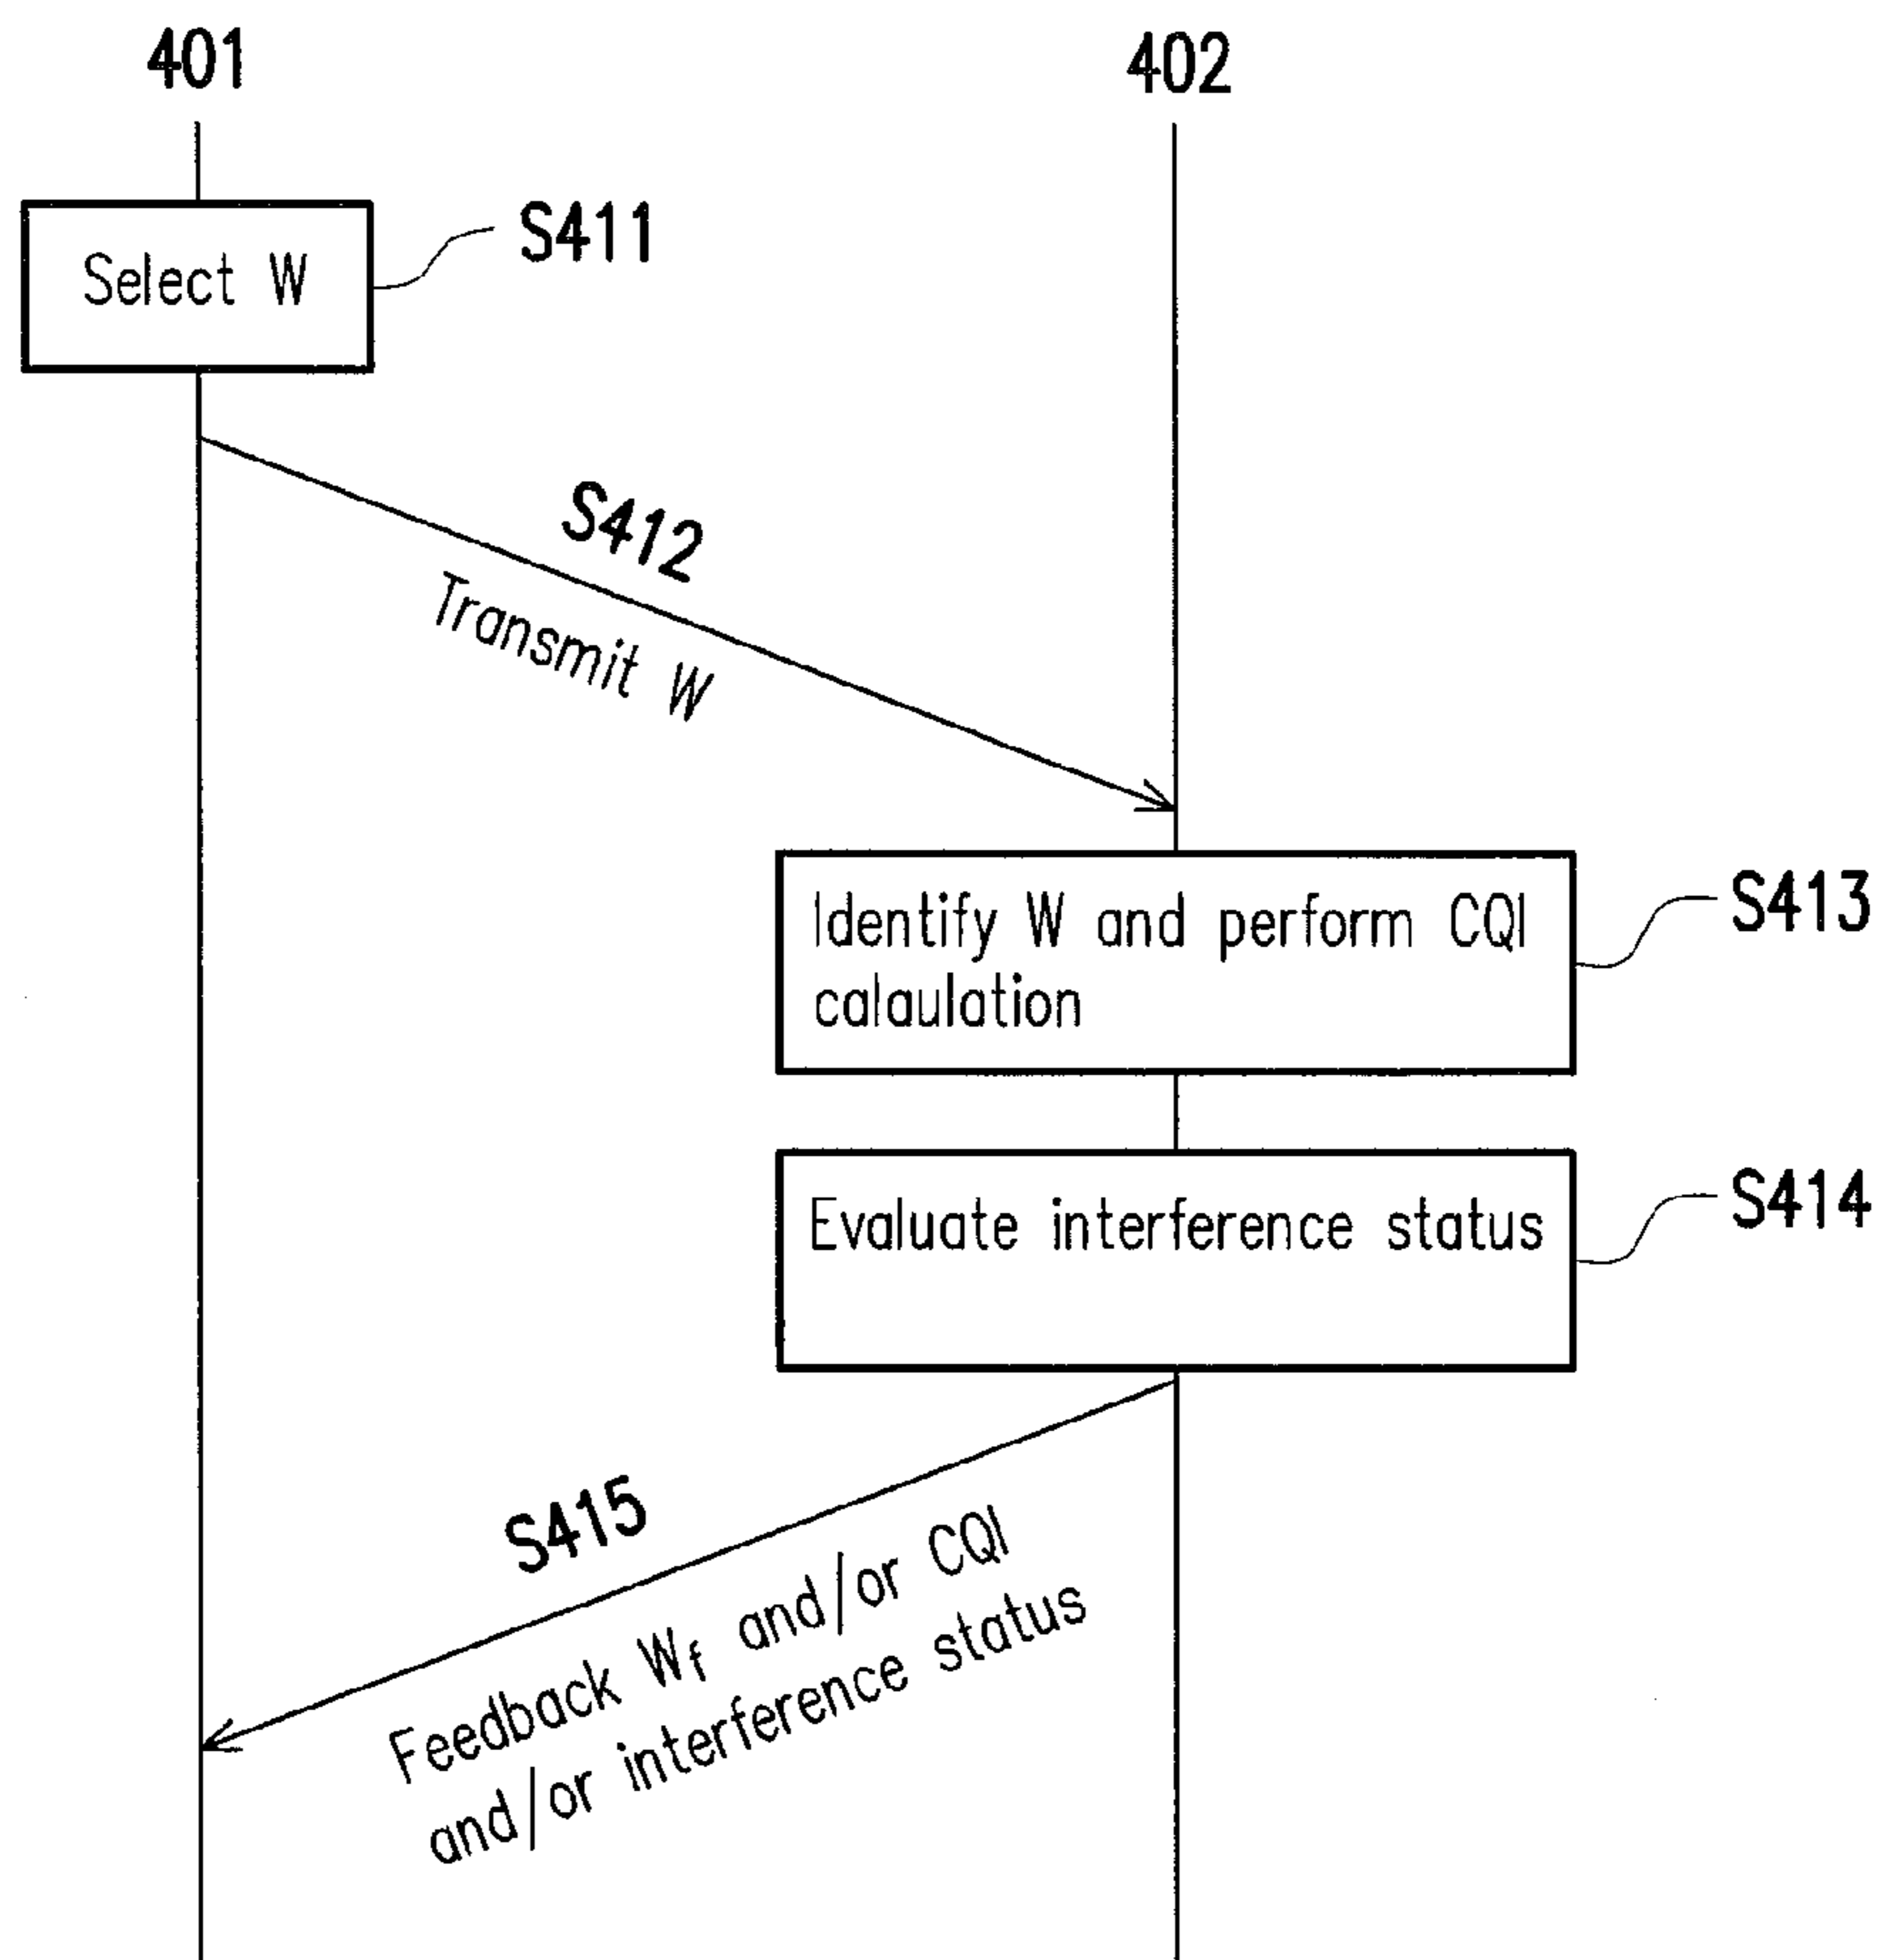 401
402
Select W
S411
S412
Transmit W
Identify W and perform CQI
calaulation
S413
Evaluate interference status
S414
S415
Feedback Wf and/or CQI
and/or interference status